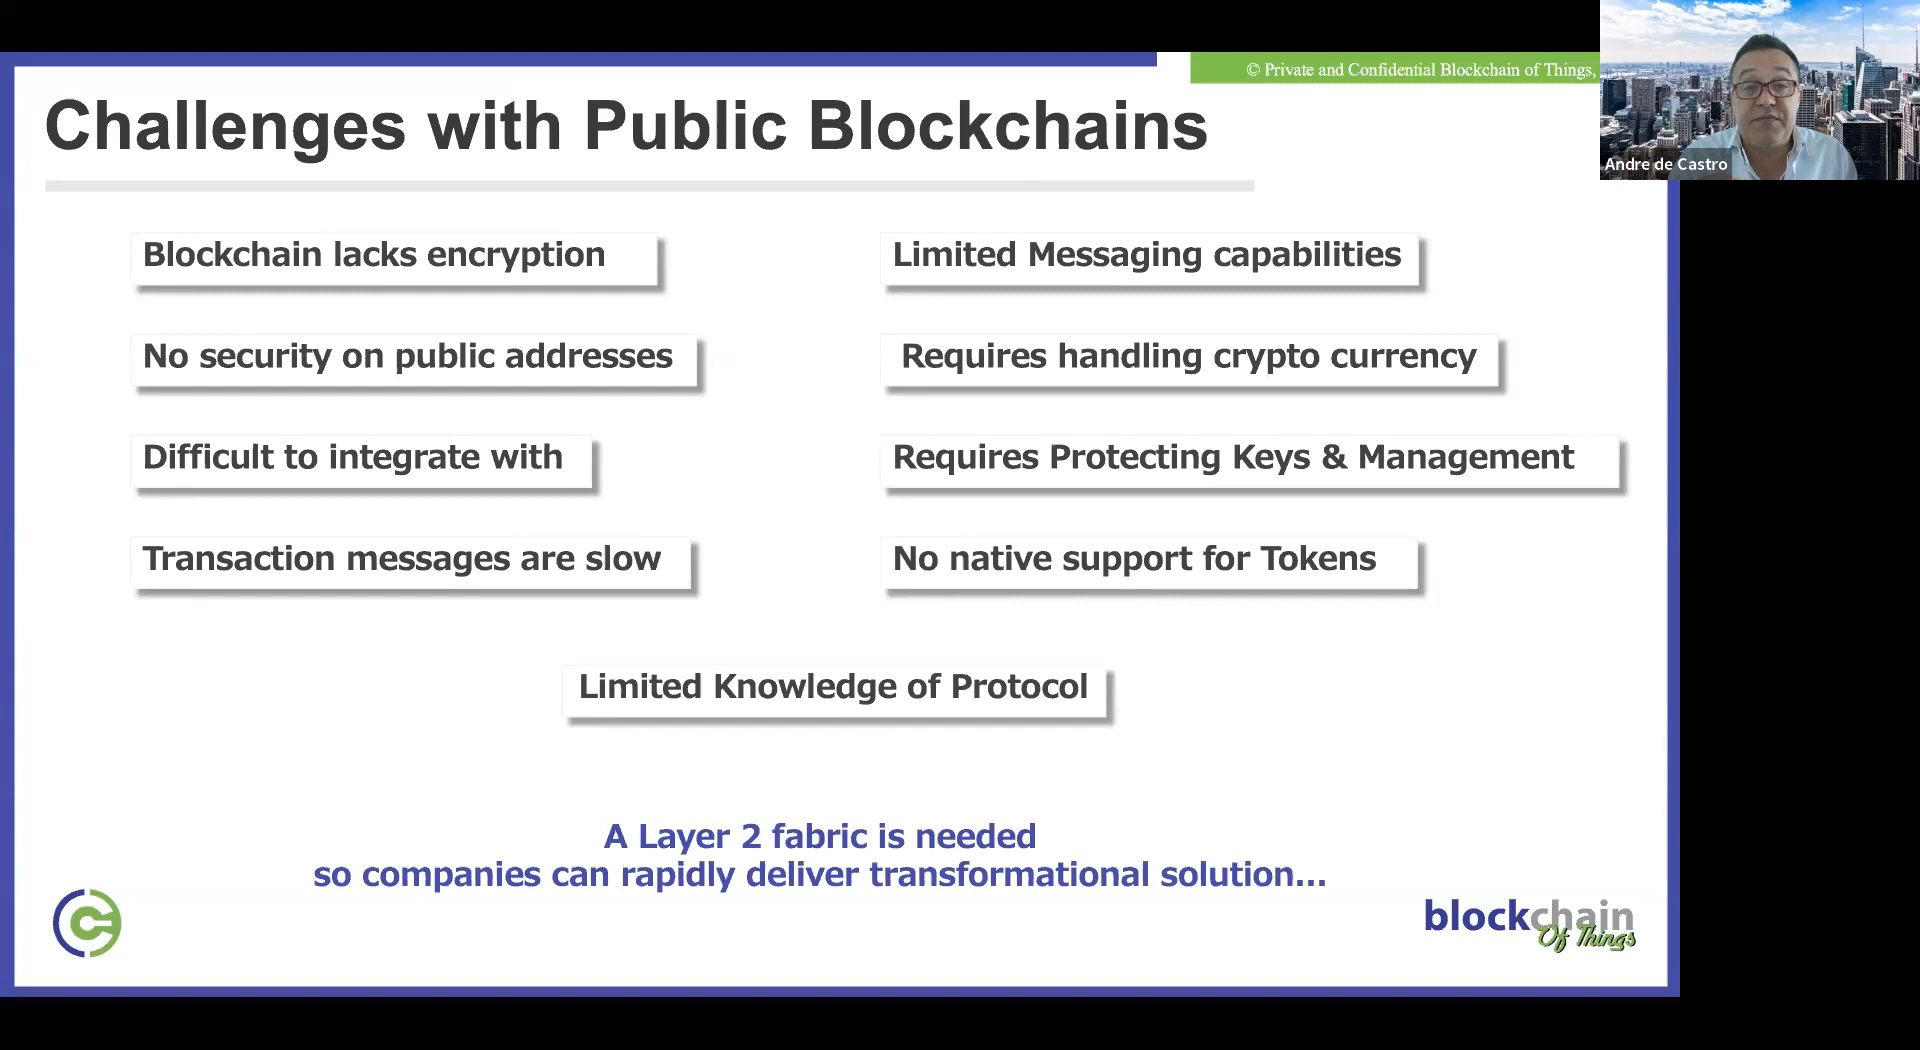 © Private and Confidential Blockchain of Things,
Andre de Castro
Challenges with Public Blockchains
Blockchain lacks encryption
Limited Messaging capabilities
No security on public addresses
Requires handling crypto currency
Difficult to integrate with
Requires Protecting Keys & Management
Transaction messages are slow
No native support for Tokens
Limited Knowledge of Protocol
A Layer 2 fabric is needed
so companies can rapidly deliver transformational solution...
blockchain
Of Things